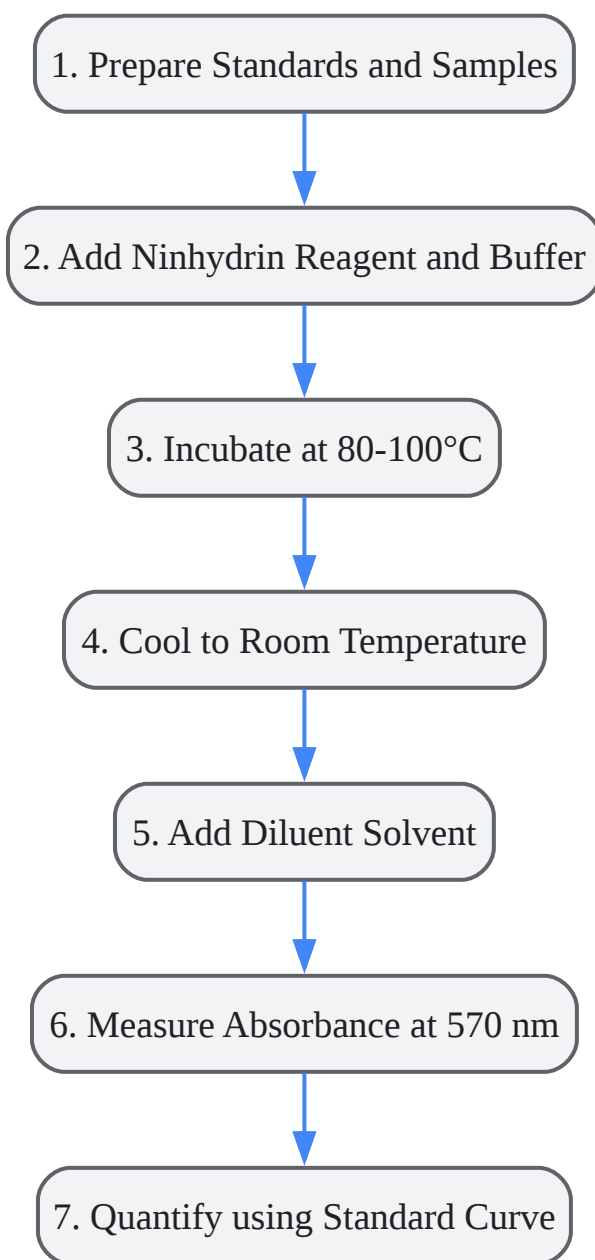 1. Prepare Standards and Samples
2. Add Ninhydrin Reagent and Buffer
3. Incubate at 80-100°C
4. Cool to Room Temperature
5. Add Diluent Solvent
6. Measure Absorbance at 570 nm
7. Quantify using Standard Curve